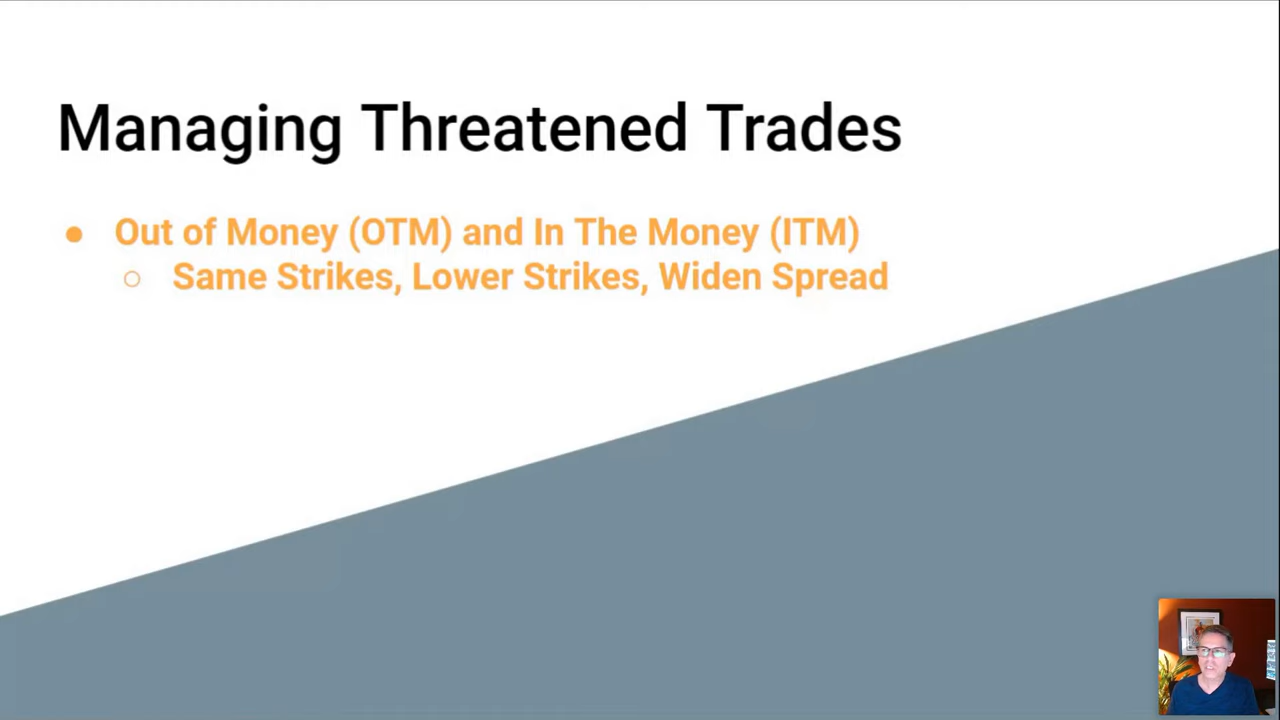 Managing Threatened Trades
● Out of Money (OTM) and In The Money (ITM)
○ Same Strikes, Lower Strikes, Widen Spread